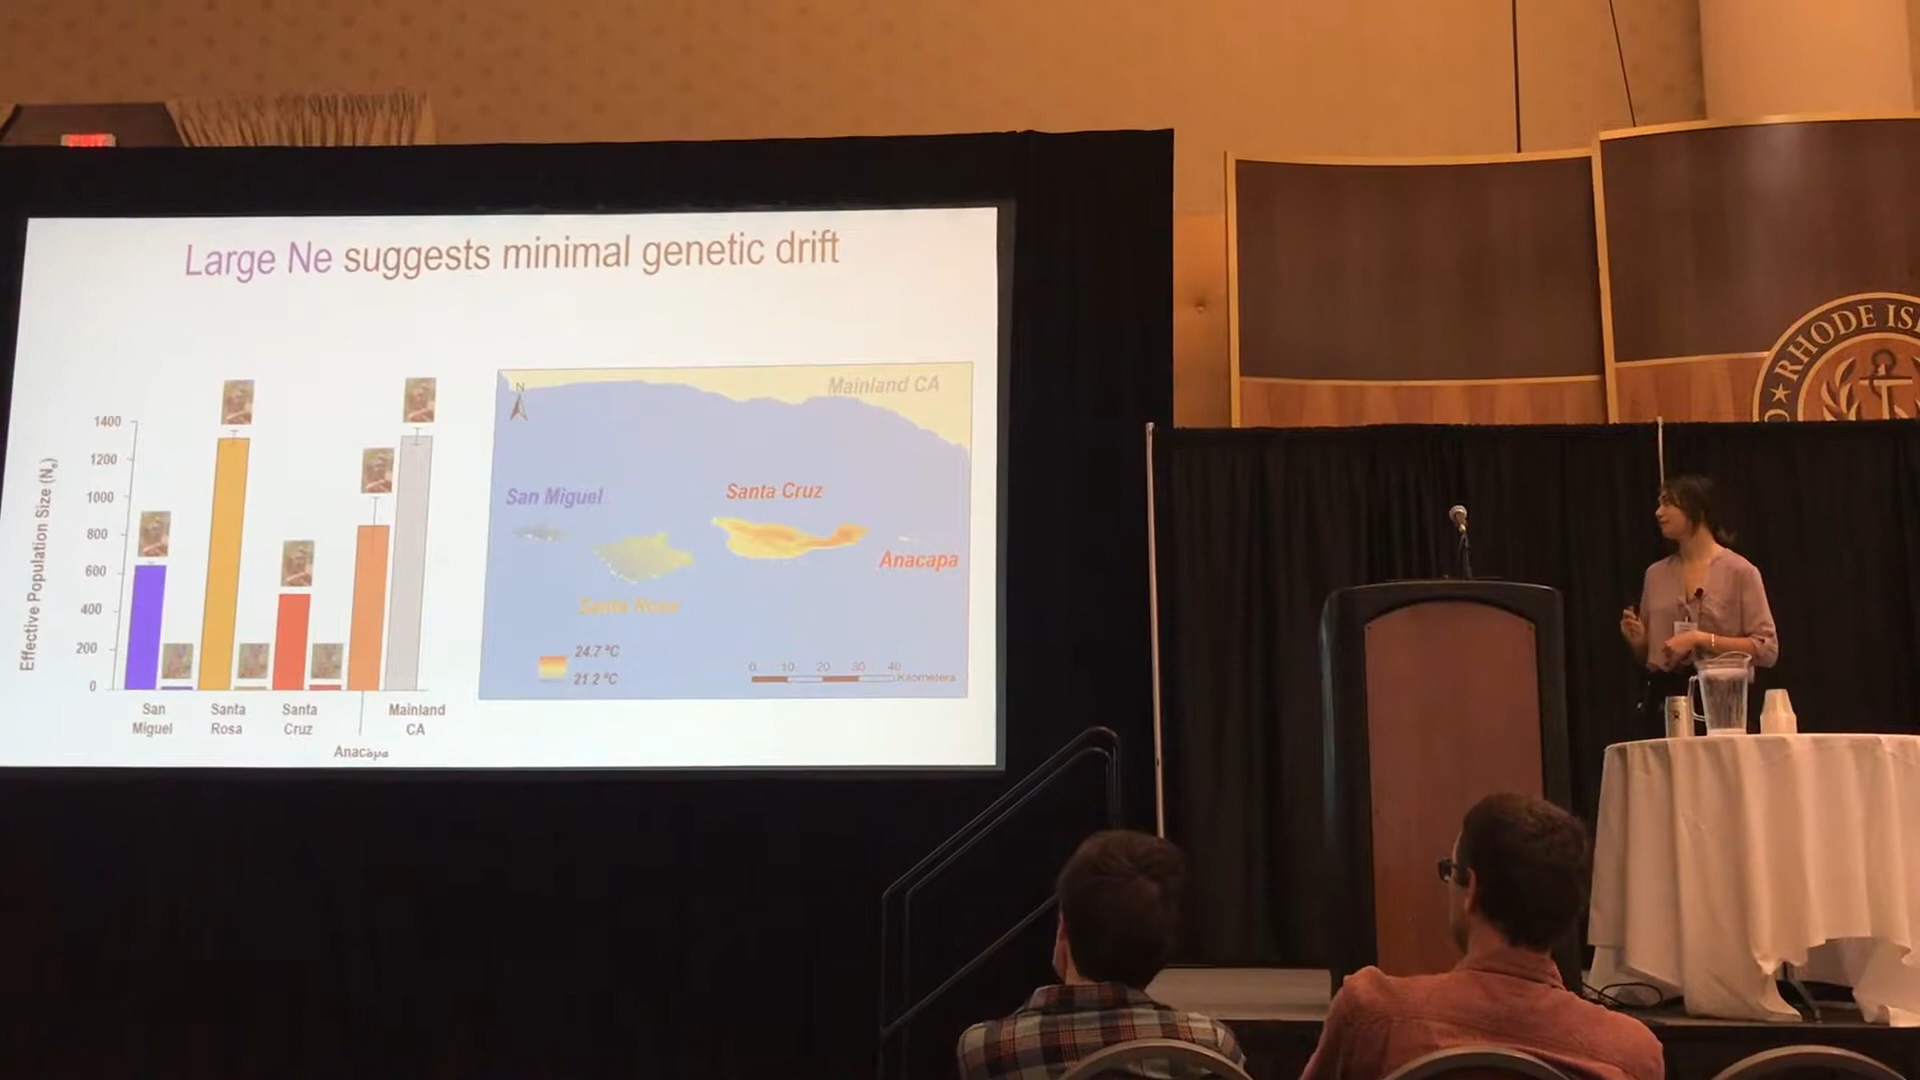 EXIT
Large Ne suggests minimal genetic drift
Effective Population Size (Ne)
1400
1200
1000
800
600
400
200
0
San Miguel
Santa Rosa
Santa Cruz
Anacapa
Mainland CA
N
Mainland CA
San Miguel
Santa Cruz
Anacapa
Santa Rosa
24.7 °C
21.2 °C
0 10 20 30 40
Kilometers
RHODE IS